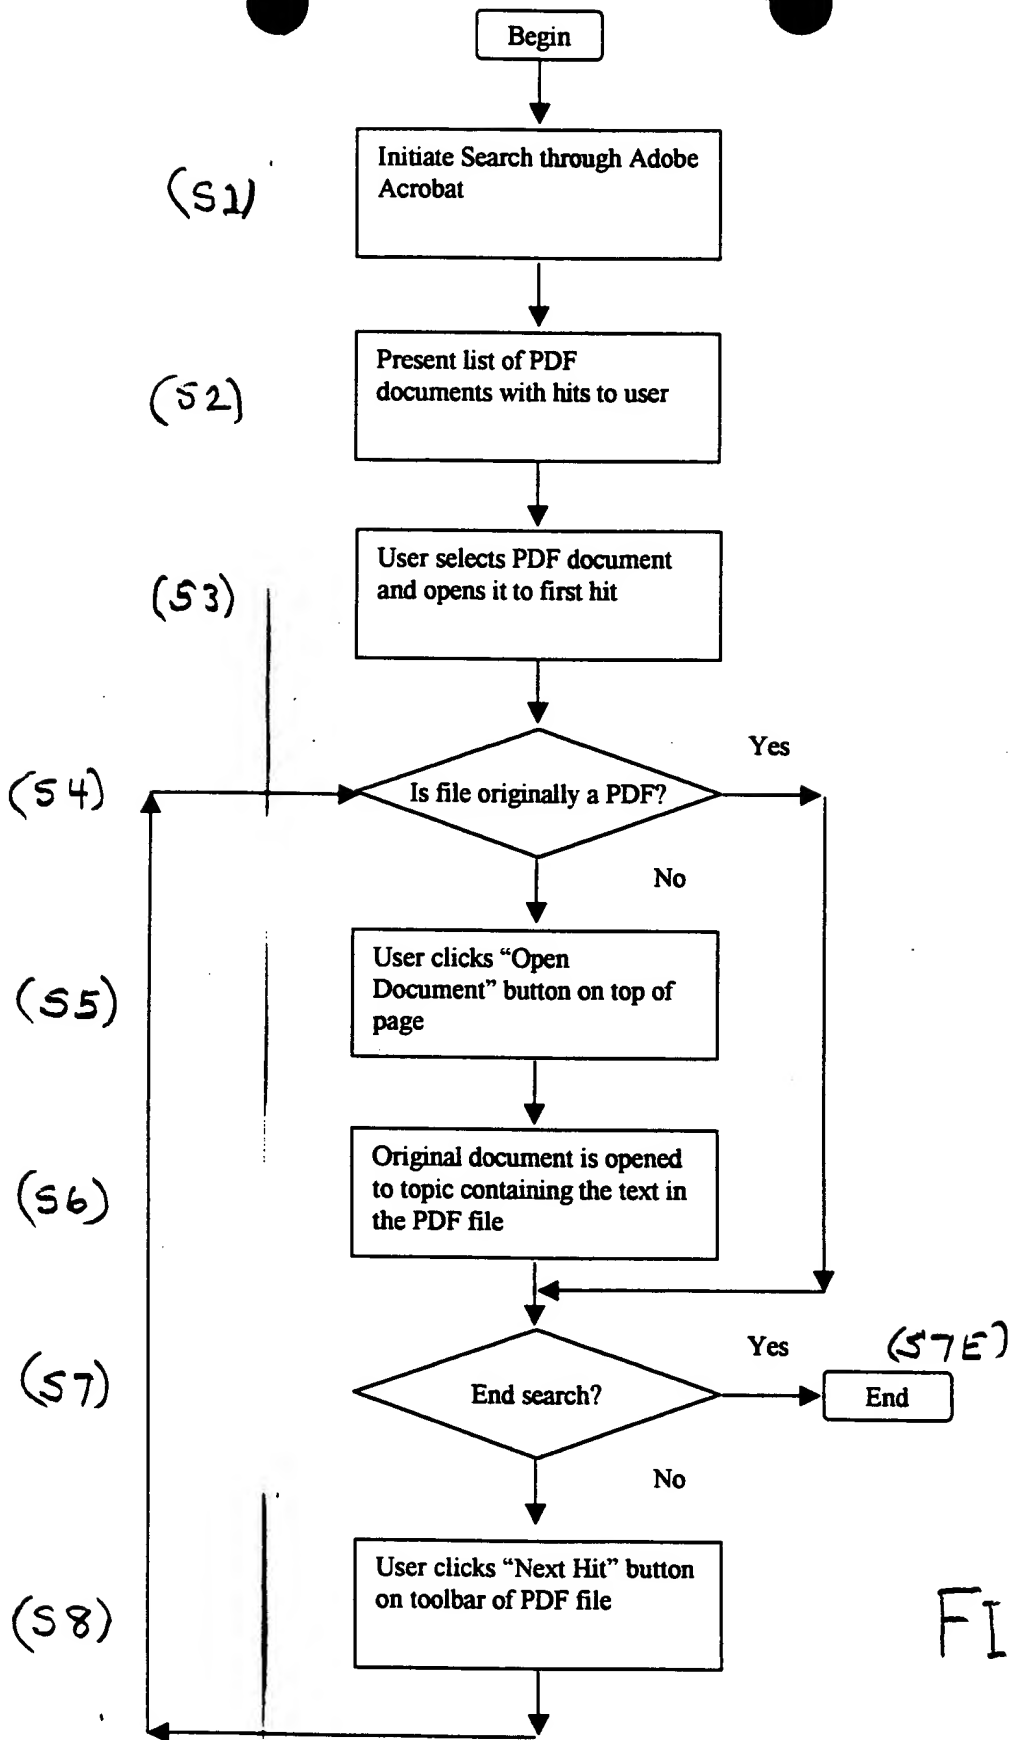 Begin
(S1)
Initiate Search through Adobe
Acrobat
(S2)
Present list of PDF
documents with hits to user
(S3)
User selects PDF document
and opens it to first hit
Yes
(S4)
Is file originally a PDF?
No
(S5)
User clicks “Open
Document” button on top of
page
(S6)
Original document is opened
to topic containing the text in
the PDF file
(S7)
End search?
Yes
(S7E)
End
No
(S8)
User clicks “Next Hit” button
on toolbar of PDF file
FI